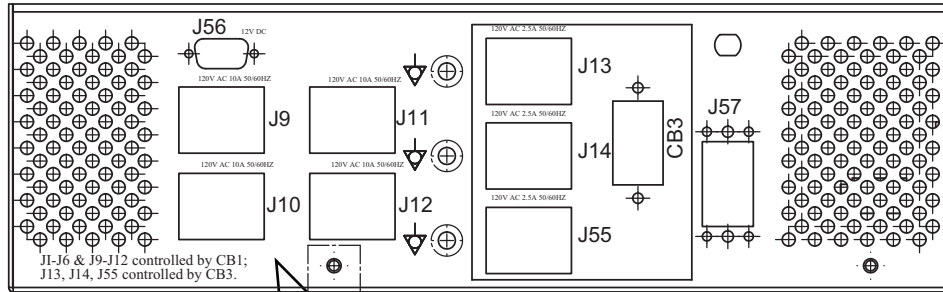 J56
12V DC
120V AC 10A 50/60HZ
J9
120V AC 10A 50/60HZ
J11
120V AC 10A 50/60HZ
J10
120V AC 10A 50/60HZ
J12
120V AC 2.5A 50/60HZ
J13
120V AC 2.5A 50/60HZ
J14
120V AC 2.5A 50/60HZ
J55
CB3
J57
JI-J6 & J9-J12 controlled by CB1;
J13, J14, J55 controlled by CB3.